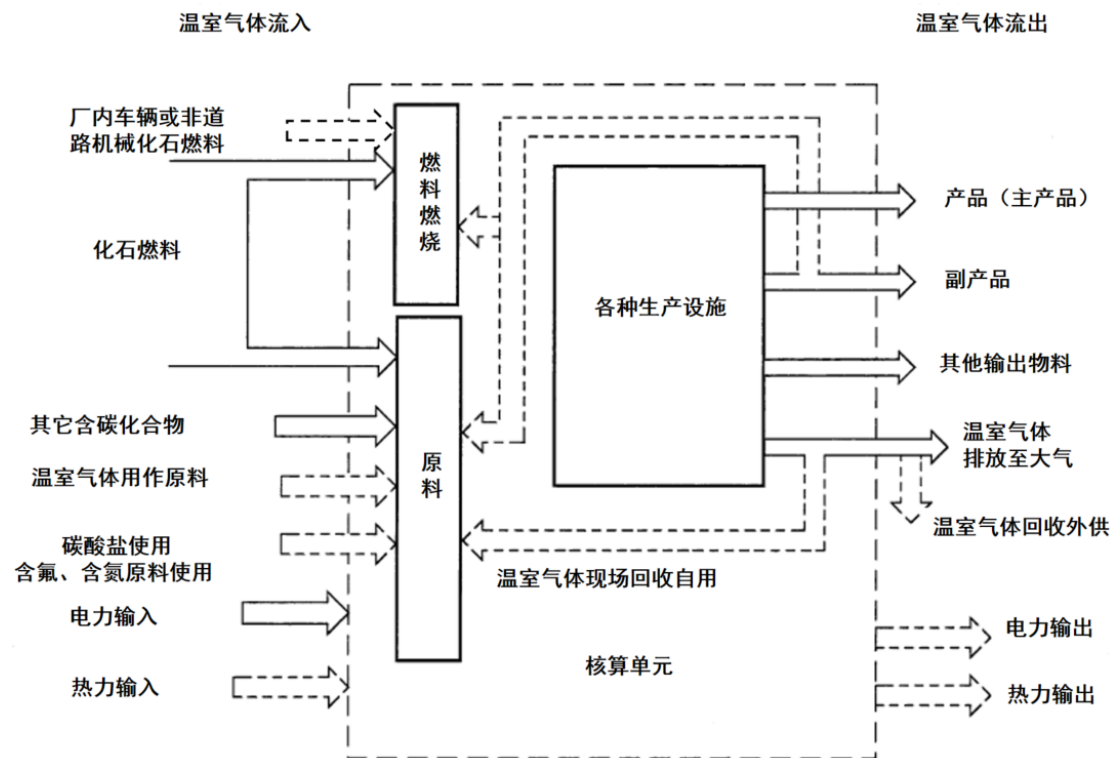 温室气体流入
温室气体流出
厂内车辆或非道
路机械化石燃料
化石燃料
其它含碳化合物
温室气体用作原料
碳酸盐使用
含氟、含氮原料使用
电力输入
热力输入
燃料燃烧
原料
各种生产设施
温室气体现场回收自用
核算单元
产品（主产品）
副产品
其他输出物料
温室气体
排放至大气
温室气体回收外供
电力输出
热力输出